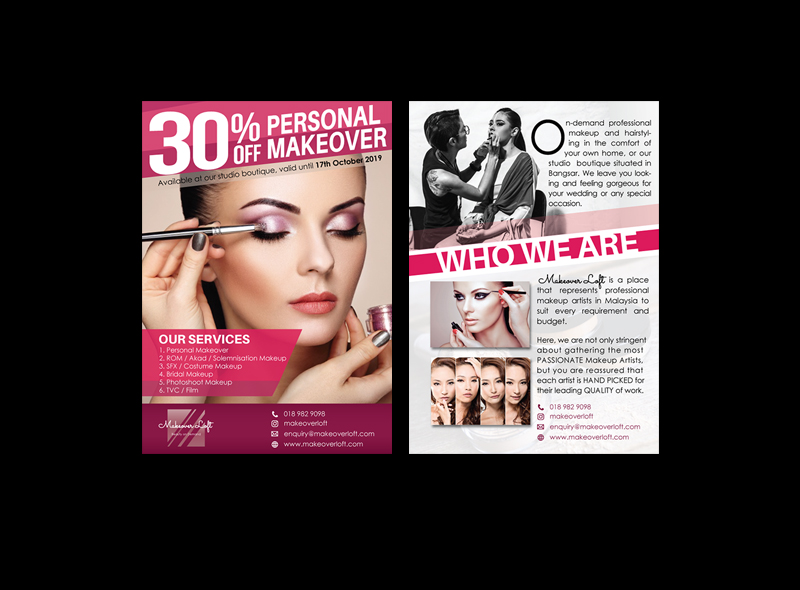 30% OFF PERSONAL MAKEOVER
Available at our studio boutique, valid until 17th October 2019
OUR SERVICES
1. Personal Makeover
2. ROM / Akad / Solemnisation Makeup
3. SFX / Costume Makeup
4. Bridal Makeup
5. Photoshoot Makeup
6. TVC / Film
Makeover Loft
018 982 9098
makeoverloft
enquiry@makeoverloft.com
www.makeoverloft.com
On-demand professional
makeup and hairstyl-
ing in the comfort of
your own home, or our
studio boutique situated in
Bangsar. We leave you look-
ing and feeling gorgeous for
your wedding or any special
occasion.
WHO WE ARE
Makeover Loft is a place
that represents professional
makeup artists in Malaysia to
suit every requirement and
budget.
Here, we are not only stringent
about gathering the most
PASSIONATE Makeup Artists,
but you are reassured that
each artist is HAND PICKED for
their leading QUALITY of work.
018 982 9098
makeoverloft
enquiry@makeoverloft.com
www.makeoverloft.com